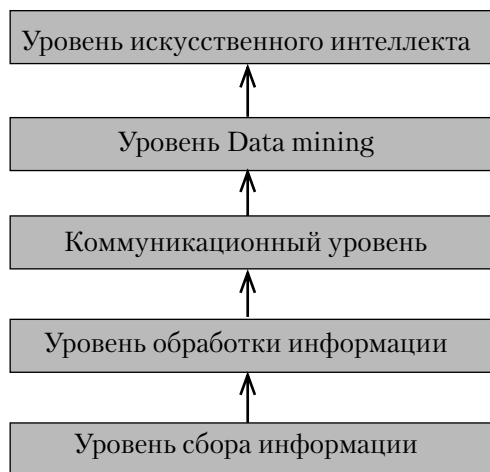 Уровень искусственного интеллекта
Уровень Data mining
Коммуникационный уровень
Уровень обработки информации
Уровень сбора информации